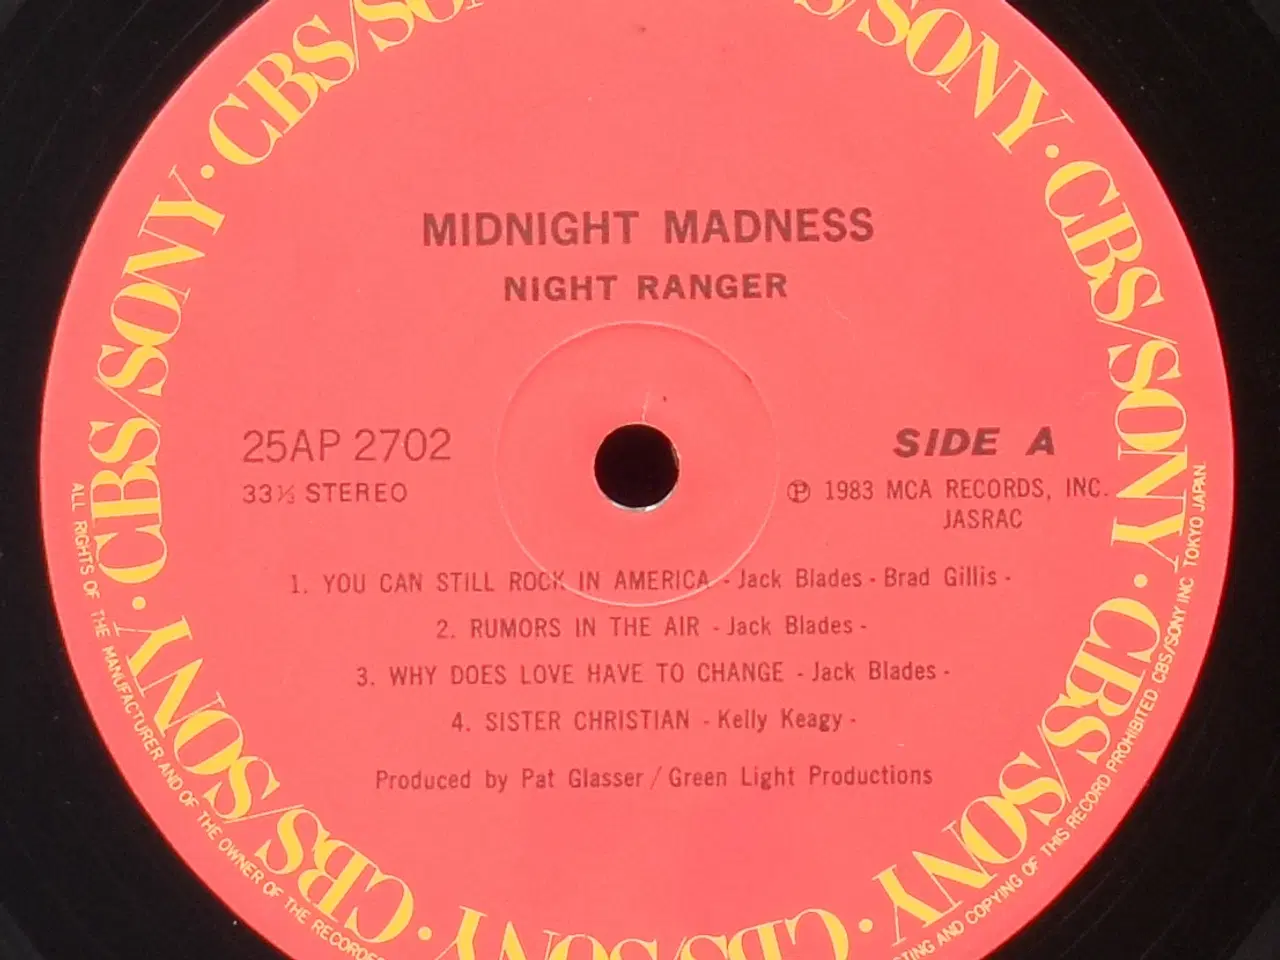 MIDNIGHT MADNESS
NIGHT RANGER
25AP 2702
33⅓ STEREO
SIDE A
Ⓟ 1983 MCA RECORDS, INC.
JASRAC
1. YOU CAN STILL ROCK IN AMERICA - Jack Blades - Brad Gillis -
2. RUMORS IN THE AIR - Jack Blades -
3. WHY DOES LOVE HAVE TO CHANGE - Jack Blades -
4. SISTER CHRISTIAN - Kelly Keagy -
Produced by Pat Glasser / Green Light Productions
CBS/SONY · CBS/SONY · CBS/SONY · CBS/SONY · CBS/SONY · CBS/SONY · CBS/SONY · CBS/SONY
ALL RIGHTS OF THE MANUFACTURER AND OF THE OWNER OF THE RECORDED
AND COPYING OF THIS RECORD PROHIBITED CBS/SONY INC TOKYO JAPAN.